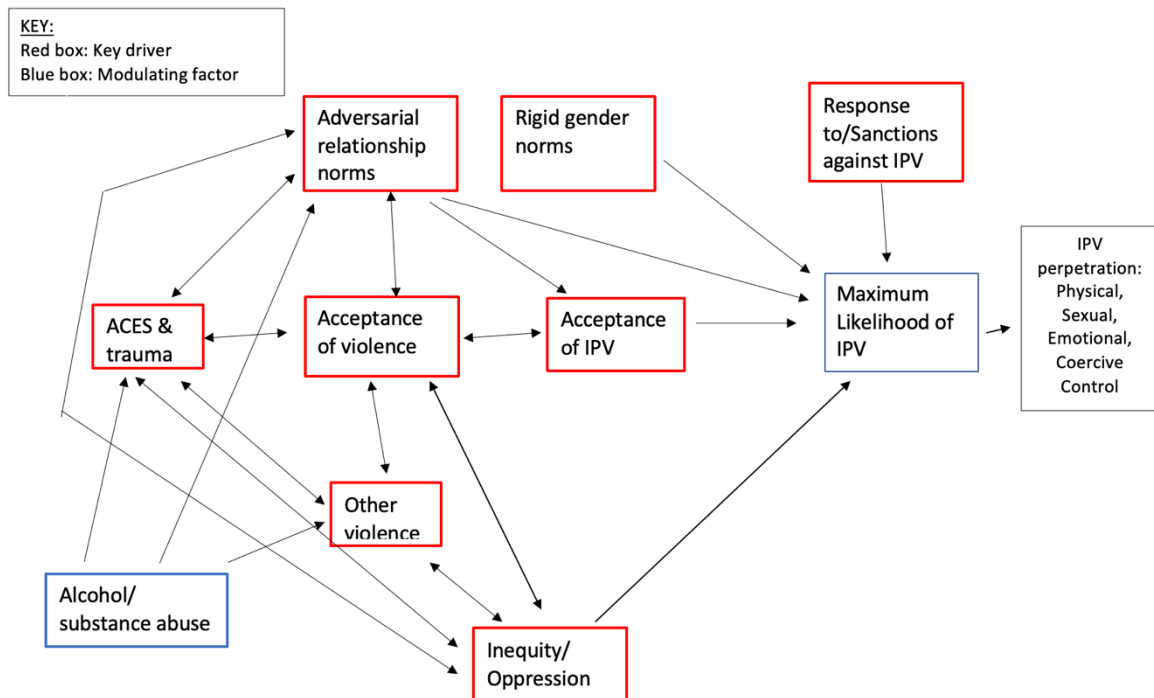 KEY:
Red box: Key driver
Blue box: Modulating factor
Adversarial
relationship
norms
Rigid gender
norms
Response
to/Sanctions
against IPV
IPV
perpetration:
Physical,
Sexual,
Emotional,
Coercive
Control
ACES &
trauma
Acceptance
of violence
Acceptance
of IPV
Maximum
Likelihood of
IPV
Other
violence
Alcohol/
substance abuse
Inequity/
Oppression